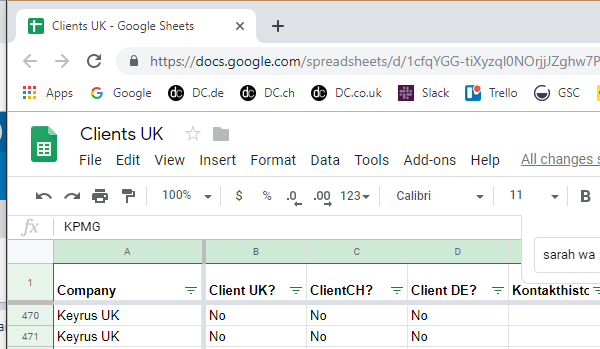 Clients UK - Google Sheets
https://docs.google.com/spreadsheets/d/1cfqYGG-tiXyzql0NOrjjJZghw7P
Apps Google DC.de DC.ch DC.co.uk Slack Trello GSC
Clients UK
File Edit View Insert Format Data Tools Add-ons Help All changes s
100% $ % .0 .00 123 Calibri 11 B
fx KPMG
sarah wa
A B C D
1 Company Client UK? ClientCH? Client DE? Kontakthisto
470 Keyrus UK No No No
471 Keyrus UK No No No